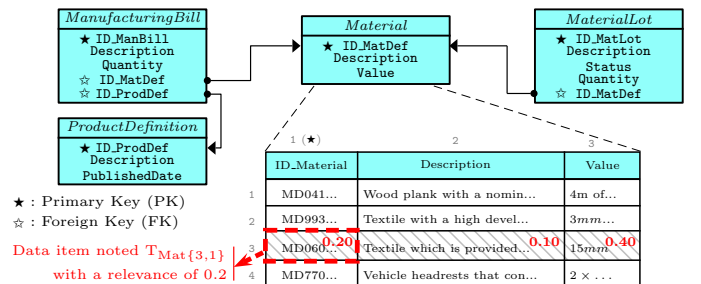 ManufacturingBill
★ ID_ManBill
Description
Quantity
☆ ID_MatDef
☆ ID_ProdDef
Material
★ ID_MatDef
Description
Value
MaterialLot
★ ID_MatLot
Description
Status
Quantity
☆ ID_MatDef
ProductDefinition
★ ID_ProdDef
Description
PublishedDate
★ : Primary Key (PK)
☆ : Foreign Key (FK)
Data item noted T_Mat{3,1}
with a relevance of 0.2
1 (★) 2 3
ID_Material Description Value
1 MD041... Wood plank with a nomin... 4m of...
2 MD993... Textile with a high devel... 3mm...
3 MD060... 0.20 Textile which is provided... 0.10 15mm 0.40
4 MD770... Vehicle headrests that con... 2 × ...